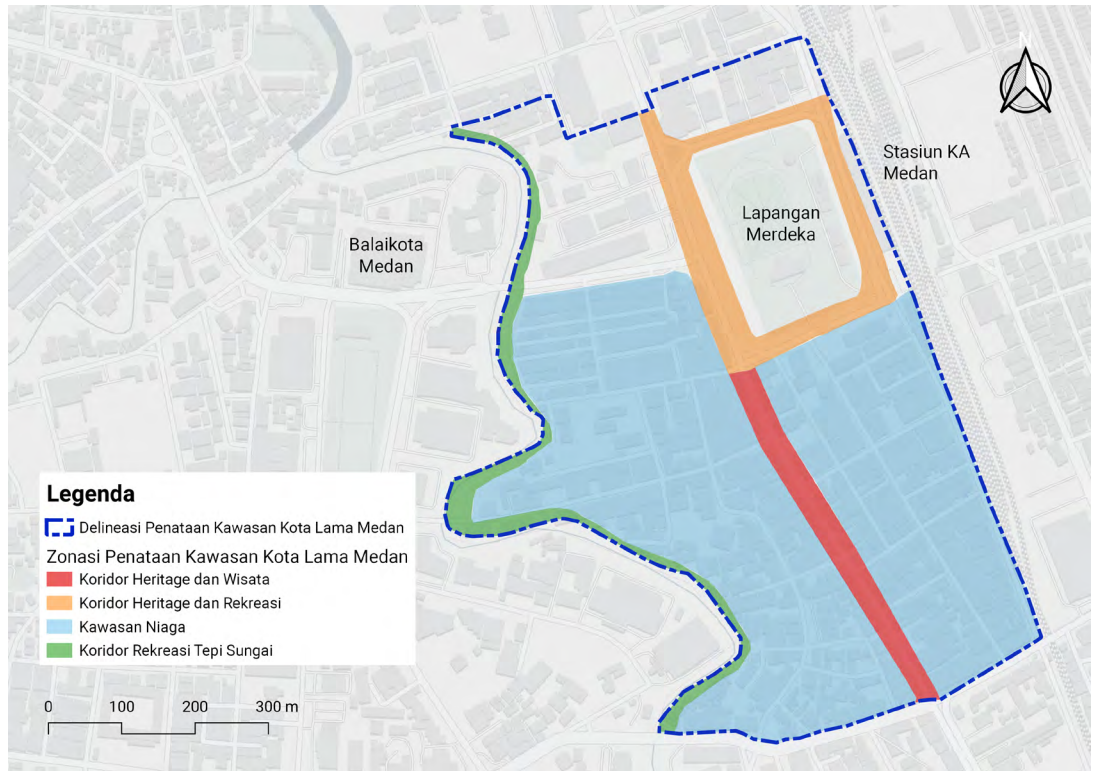 N
Stasiun KA
Medan
Lapangan
Merdeka
Balaikota
Medan
Legenda
Delineasi Penataan Kawasan Kota Lama Medan
Zonasi Penataan Kawasan Kota Lama Medan
Koridor Heritage dan Wisata
Koridor Heritage dan Rekreasi
Kawasan Niaga
Koridor Rekreasi Tepi Sungai
0 100 200 300 m